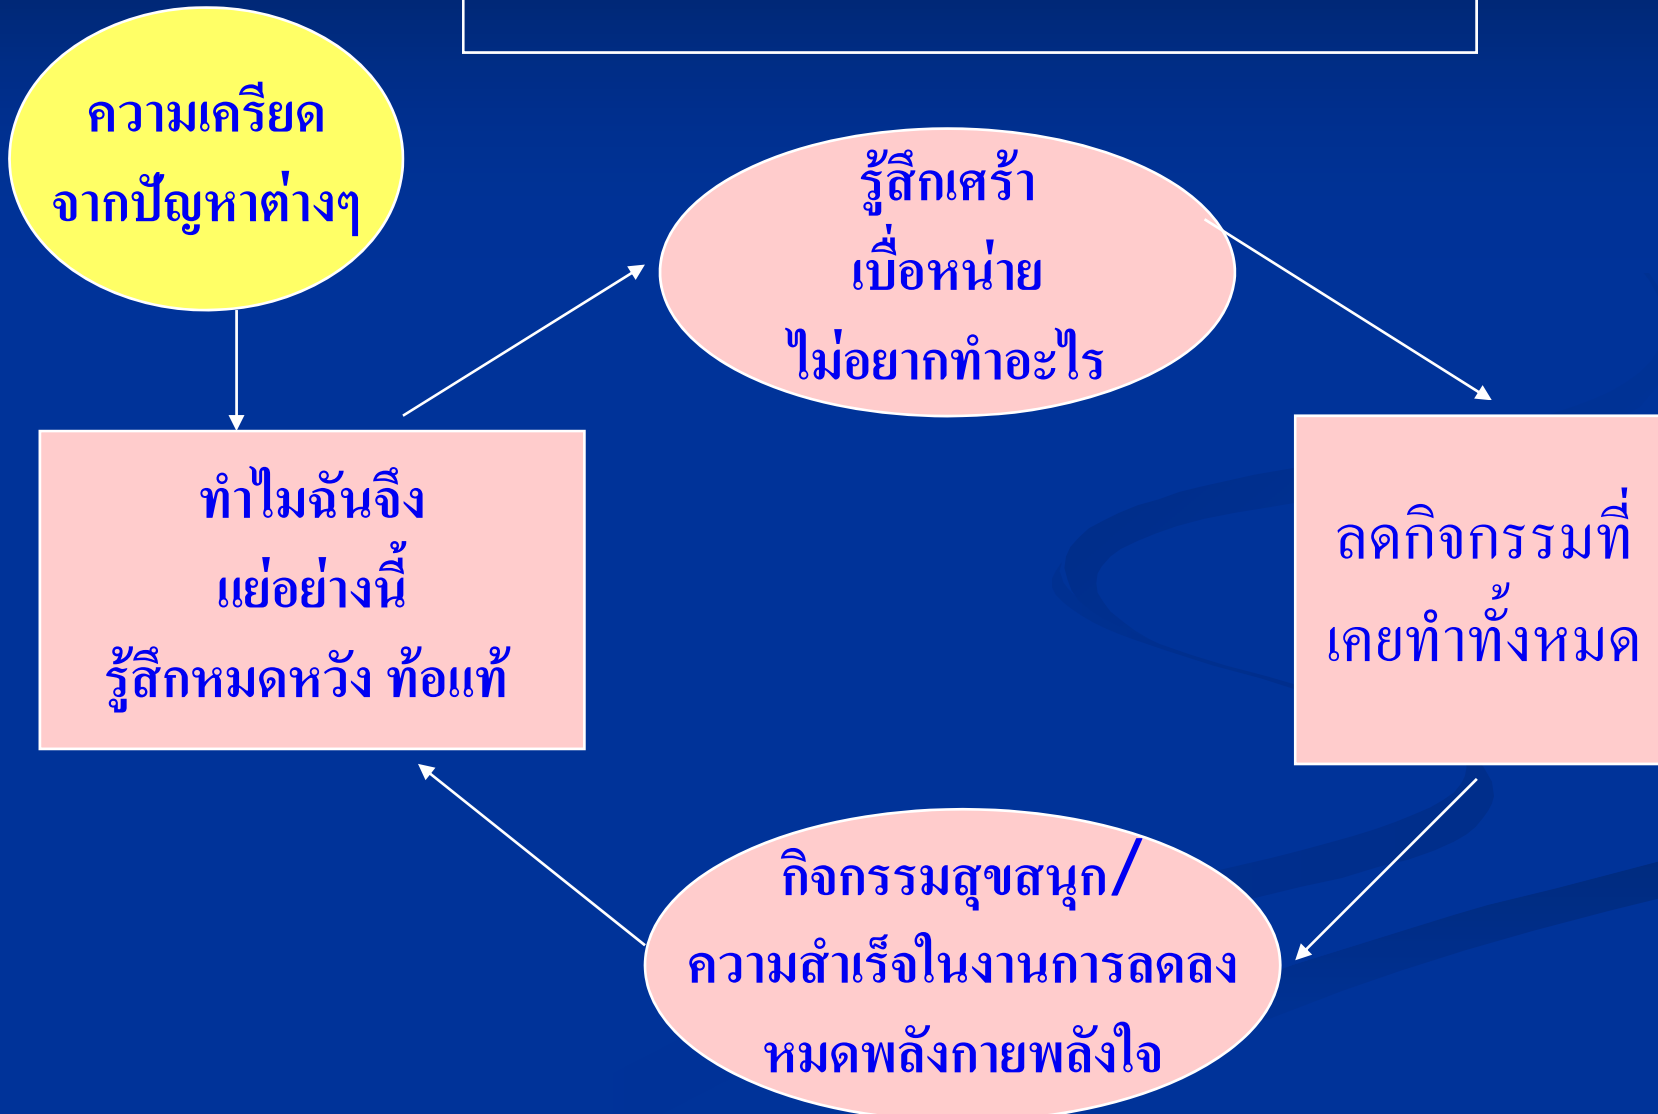 ความเครียด
จากปัญหาต่างๆ
รู้สึกเศร้า
เบื่อหน่าย
ไม่อยากทำอะไร
ทำไมฉันจึง
แย่อย่างนี้
รู้สึกหมดหวัง ท้อแท้
ลดกิจกรรมที่
เคยทำทั้งหมด
กิจกรรมสุขสนุก/
ความสำเร็จในงานการลดลง
หมดพลังกายพลังใจ